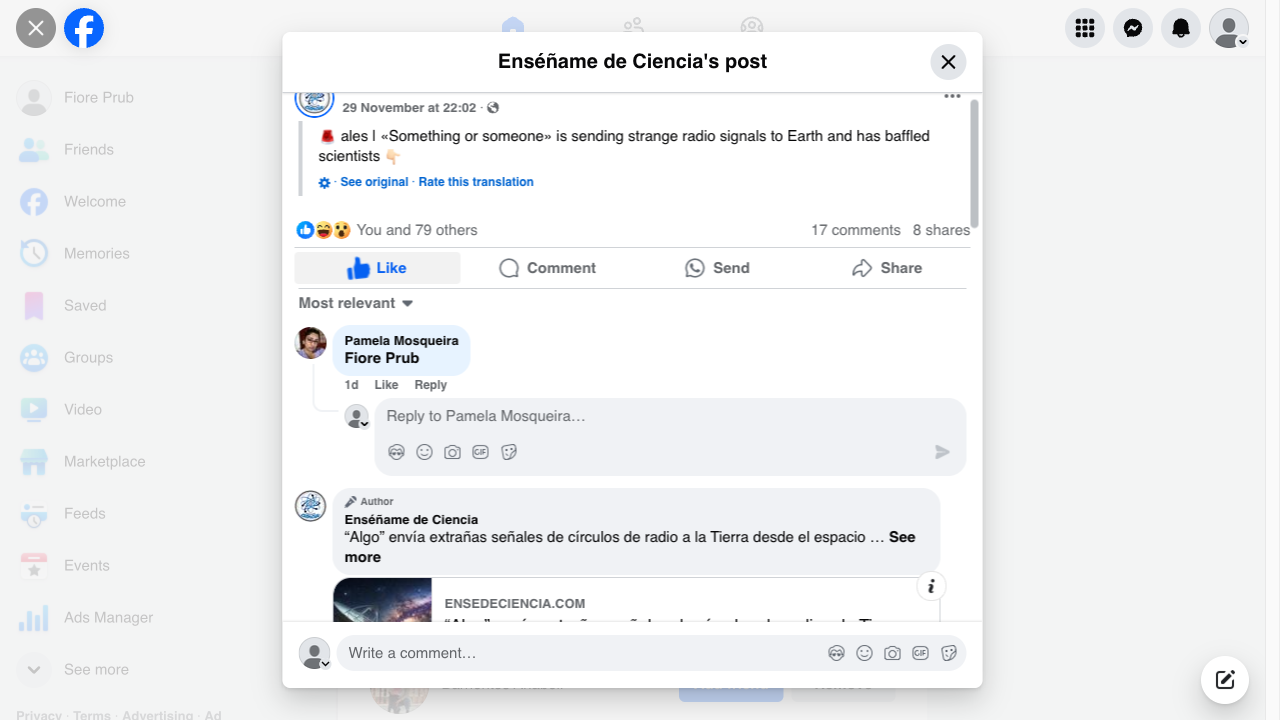 Enséñame de Ciencia's post
29 November at 22:02 ·
ales | «Something or someone» is sending strange radio signals to Earth and has baffled
scientists
· See original · Rate this translation
You and 79 others
17 comments 8 shares
Like
Comment
Send
Share
Most relevant
Pamela Mosqueira
Fiore Prub
1d Like Reply
Reply to Pamela Mosqueira…
GIF
Author
Enséñame de Ciencia
“Algo” envía extrañas señales de círculos de radio a la Tierra desde el espacio … See
more
ENSEDECIENCIA.COM
Write a comment…
GIF
Fiore Prub
Friends
Welcome
Memories
Saved
Groups
Video
Marketplace
Feeds
Events
Ads Manager
See more
Privacy · Terms · Advertising · Ad